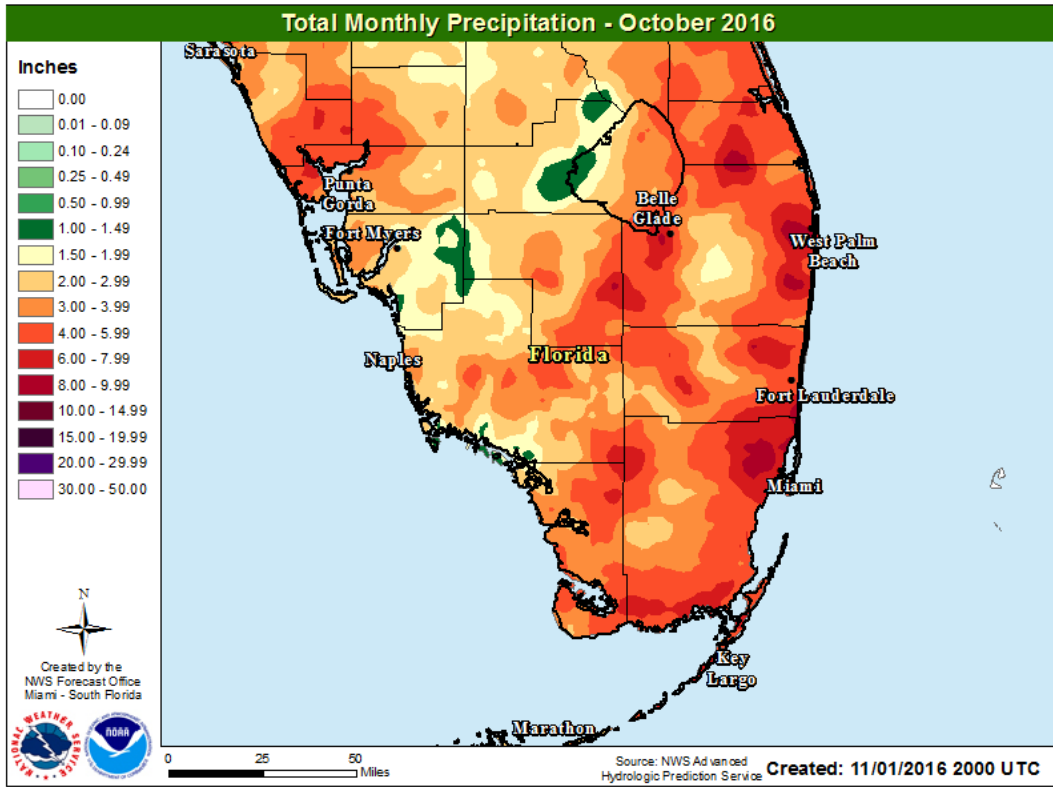 Total Monthly Precipitation - October 2016
Inches
0.00
0.01 - 0.09
0.10 - 0.24
0.25 - 0.49
0.50 - 0.99
1.00 - 1.49
1.50 - 1.99
2.00 - 2.99
3.00 - 3.99
4.00 - 5.99
6.00 - 7.99
8.00 - 9.99
10.00 - 14.99
15.00 - 19.99
20.00 - 29.99
30.00 - 50.00
Sarasota
Punta
Gorda
Fort Myers
Belle
Glade
West Palm
Beach
Naples
Florida
Fort Lauderdale
Miami
Key
Largo
Marathon
N
Created by the
NWS Forecast Office
Miami - South Florida
NATIONAL WEATHER SERVICE
NOAA
0 25 50
Miles
Source: NWS Advanced
Hydrologic Prediction Service
Created: 11/01/2016 2000 UTC